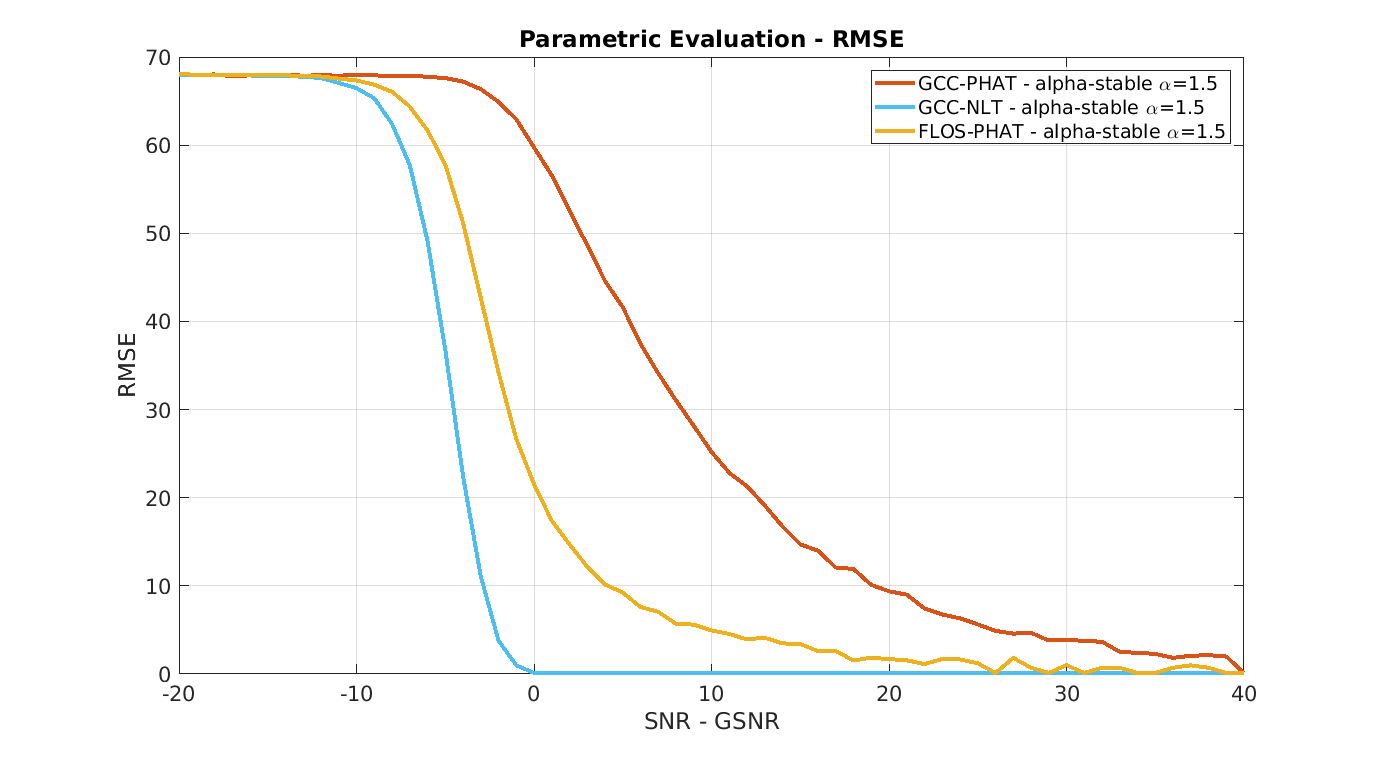 Parametric Evaluation - RMSE
GCC-PHAT - alpha-stable α=1.5
GCC-NLT - alpha-stable α=1.5
FLOS-PHAT - alpha-stable α=1.5
70
60
50
40
30
20
10
0
RMSE
-20 -10 0 10 20 30 40
SNR - GSNR